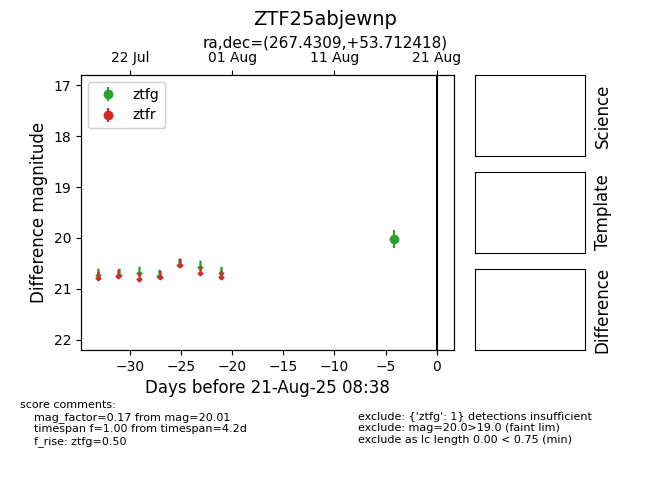 ZTF25abjewnp
ra,dec=(267.4309,+53.712418)
22 Jul
01 Aug
11 Aug
21 Aug
ztfg
ztfr
17
18
19
20
21
22
Difference magnitude
−30
−25
−20
−15
−10
−5
0
Days before 21-Aug-25 08:38
Science
Template
Difference
score comments:
mag_factor=0.17 from mag=20.01
timespan f=1.00 from timespan=4.2d
f_rise: ztfg=0.50
exclude: {'ztfg': 1} detections insufficient
exclude: mag=20.0>19.0 (faint lim)
exclude as lc length 0.00 < 0.75 (min)